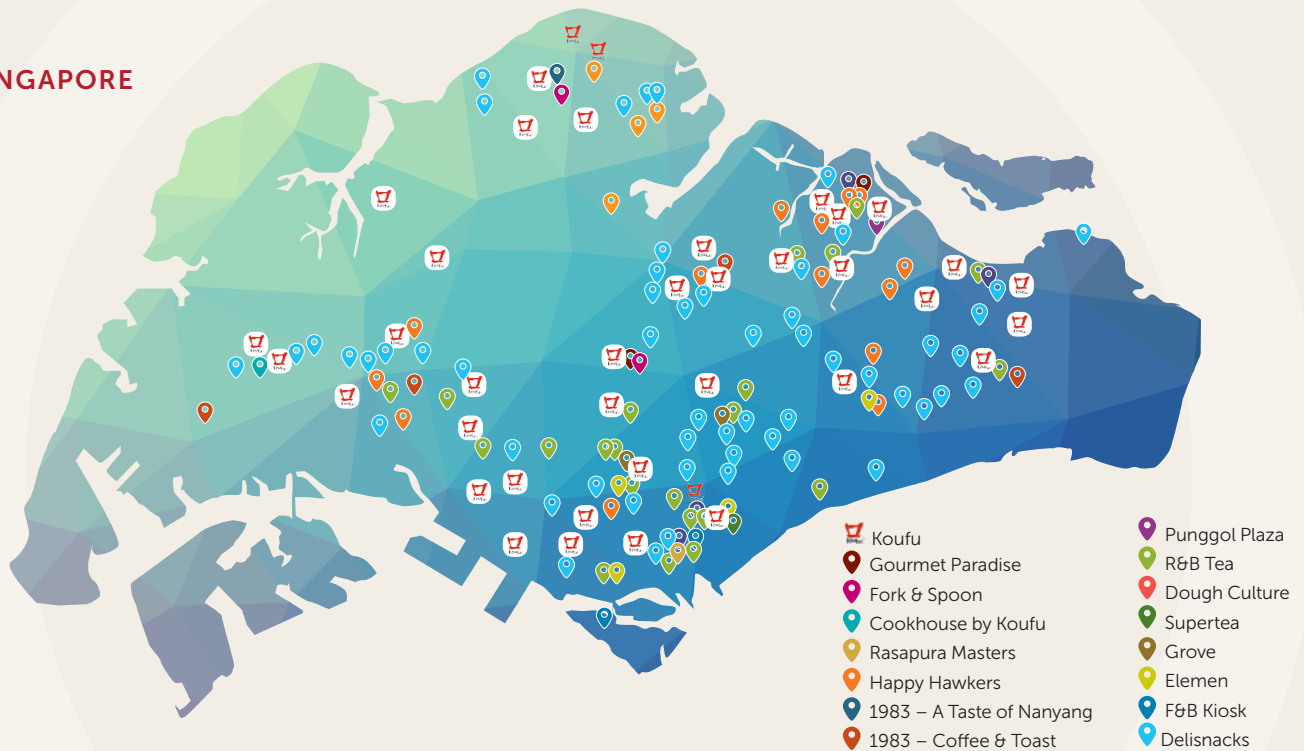 NGAPORE
Koufu
Gourmet Paradise
Fork & Spoon
Cookhouse by Koufu
Rasapura Masters
Happy Hawkers
1983 – A Taste of Nanyang
1983 – Coffee & Toast
Punggol Plaza
R&B Tea
Dough Culture
Supertea
Grove
Elemen
F&B Kiosk
Delisnacks